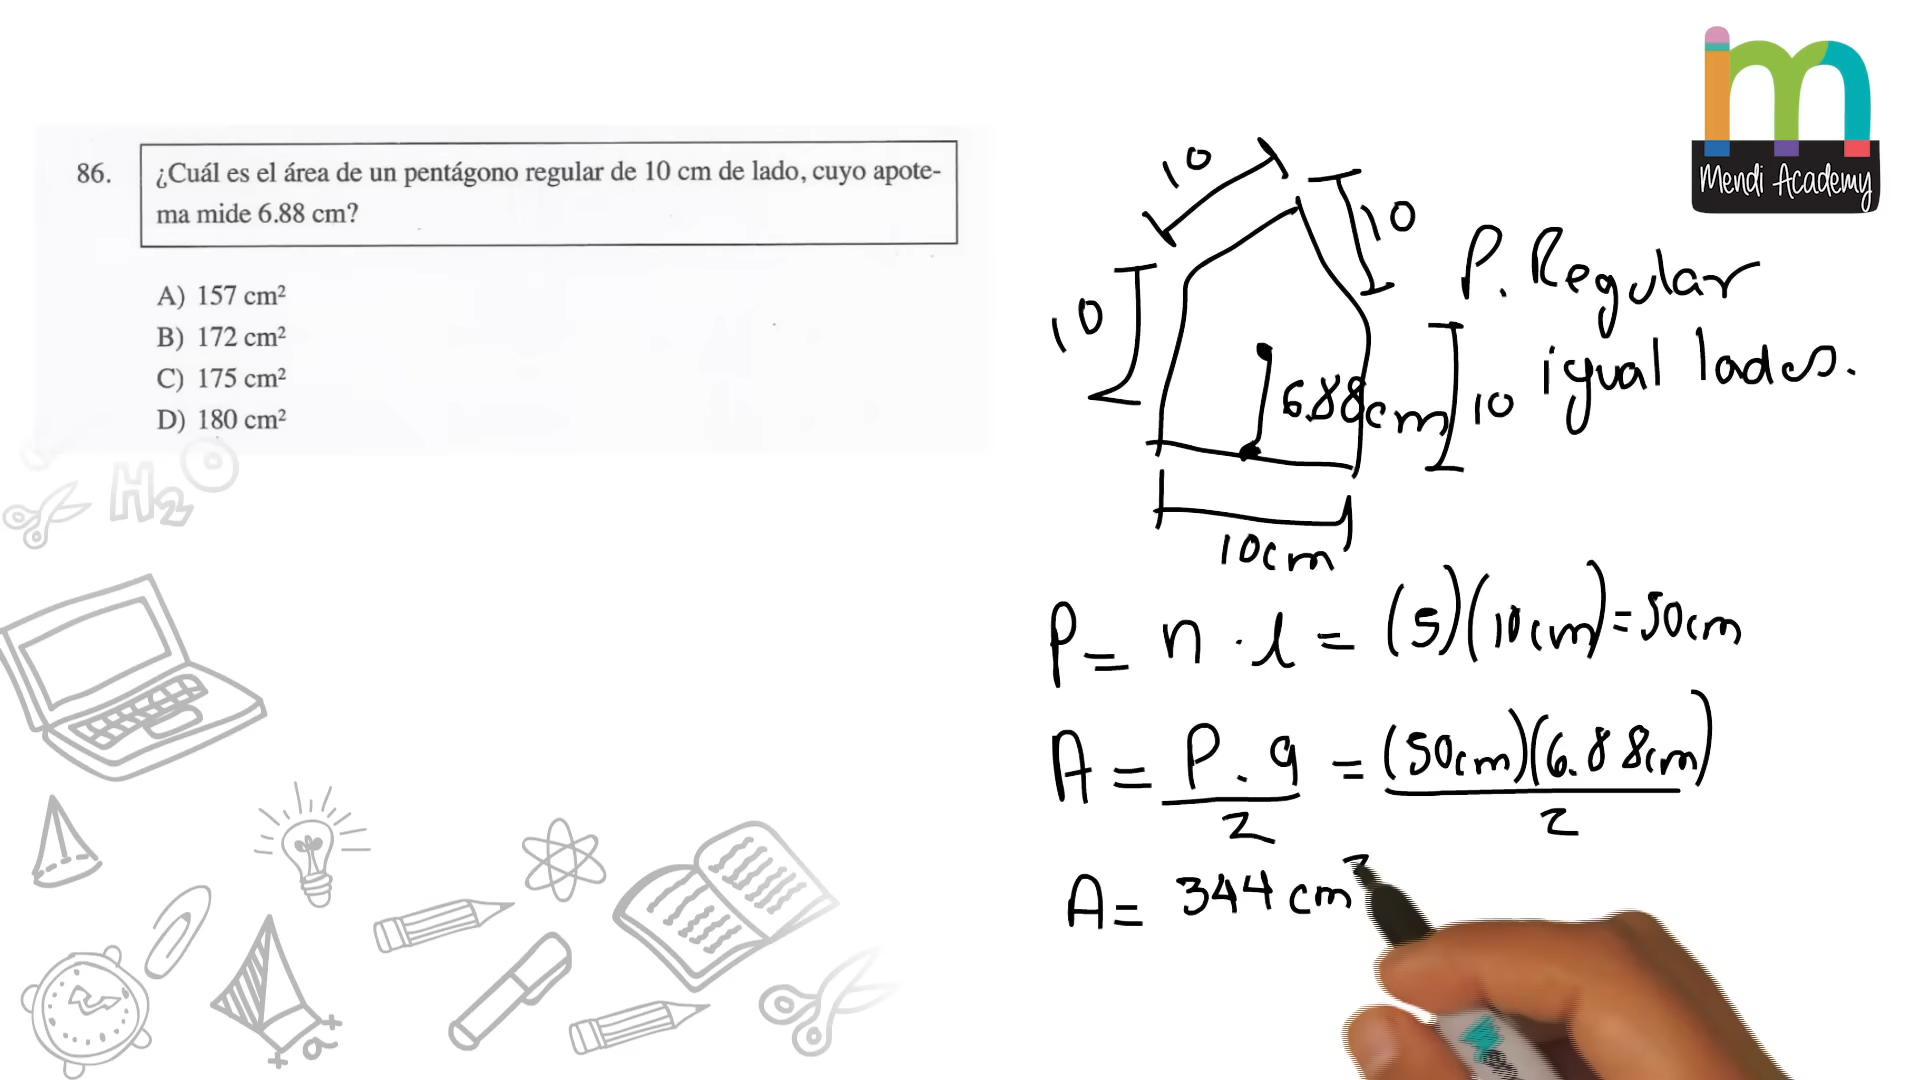 86. ¿Cuál es el área de un pentágono regular de 10 cm de lado, cuyo apote-
ma mide 6.88 cm?
A) 157 cm²
B) 172 cm²
C) 175 cm²
D) 180 cm²
H₂O
a
Mendi Academy
10
10
10
6.88cm
10
10cm
P. Regular
igual lados.
P = n · l = (5)(10cm) = 50cm
A = P . a / 2 = (50cm)(6.88cm) / 2
A = 344 cm²